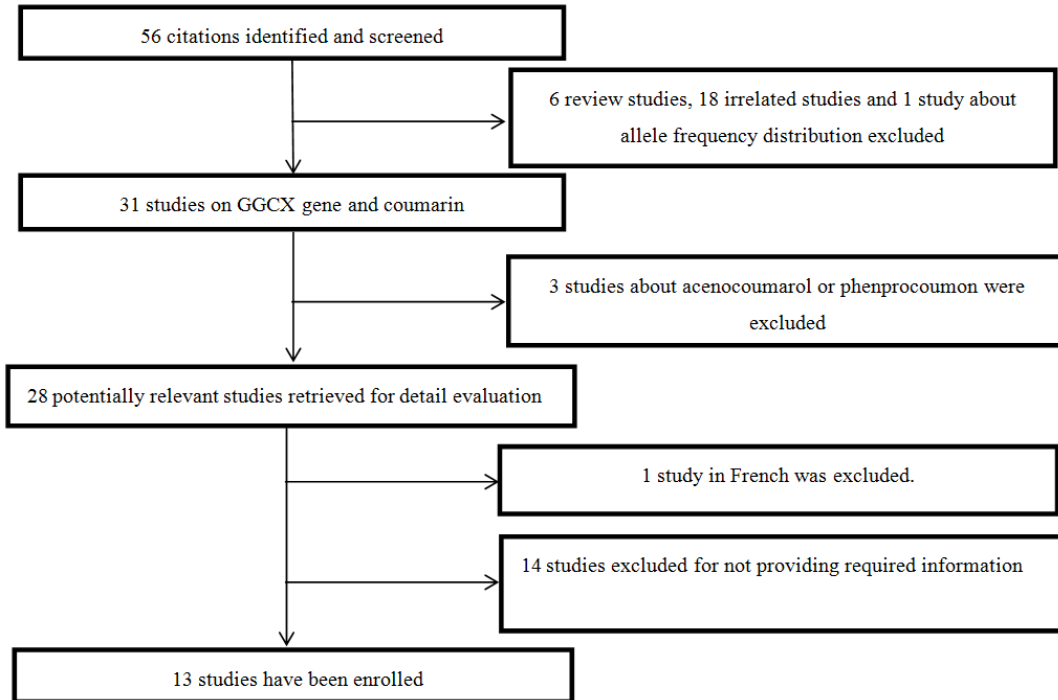 56 citations identified and screened
6 review studies, 18 irrelated studies and 1 study about
allele frequency distribution excluded
31 studies on GGCX gene and coumarin
3 studies about acenocoumarol or phenprocoumon were
excluded
28 potentially relevant studies retrieved for detail evaluation
1 study in French was excluded.
14 studies excluded for not providing required information
13 studies have been enrolled